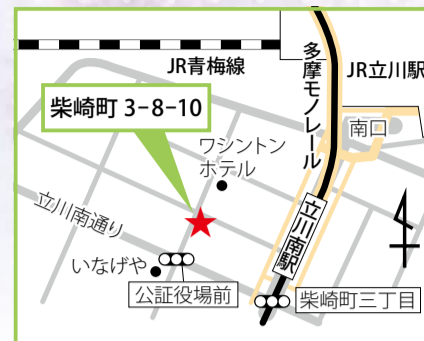 JR青梅線
多摩モノレール
JR立川駅
柴崎町 3-8-10
南口
ワシントン
ホテル
立川南通り
立川南駅
いなげや
公証役場前
柴崎町三丁目